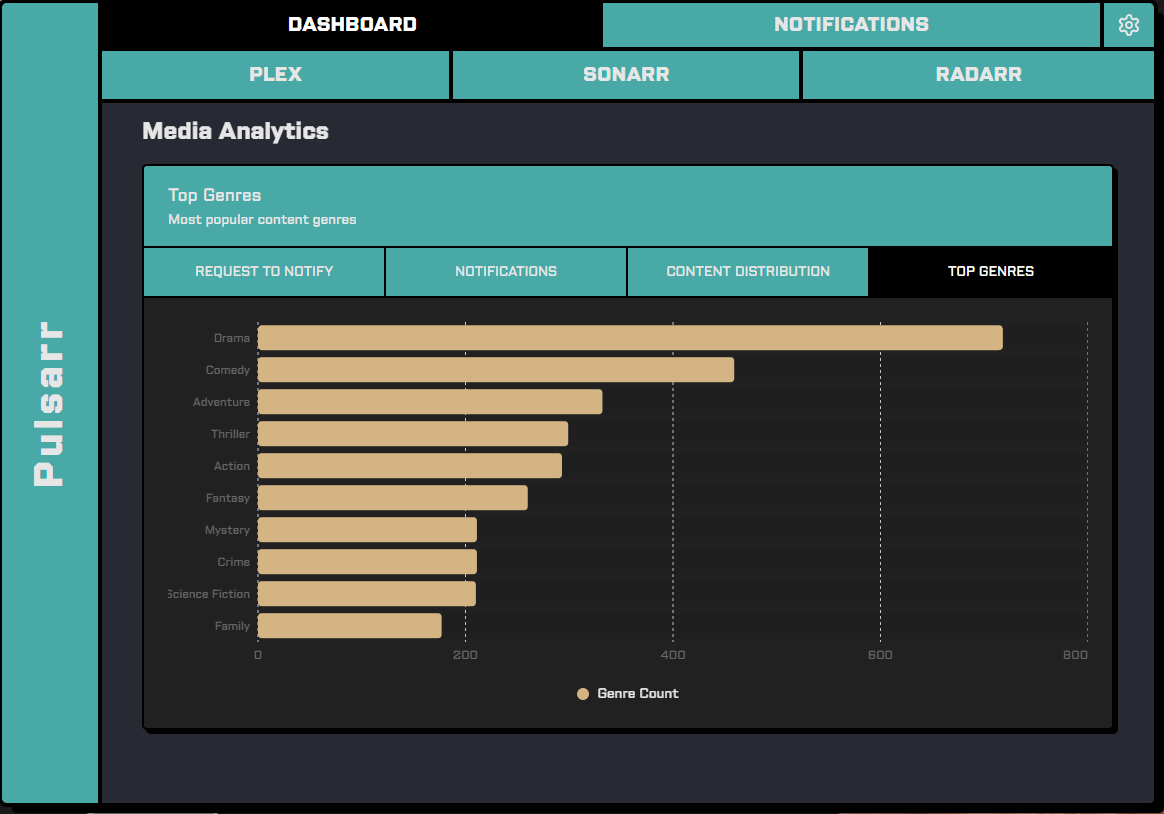 Pulsarr
DASHBOARD
NOTIFICATIONS
PLEX
SONARR
RADARR
Media Analytics
Top Genres
Most popular content genres
REQUEST TO NOTIFY
NOTIFICATIONS
CONTENT DISTRIBUTION
TOP GENRES
Drama
Comedy
Adventure
Thriller
Action
Fantasy
Mystery
Crime
Science Fiction
Family
0 200 400 600 800
Genre Count